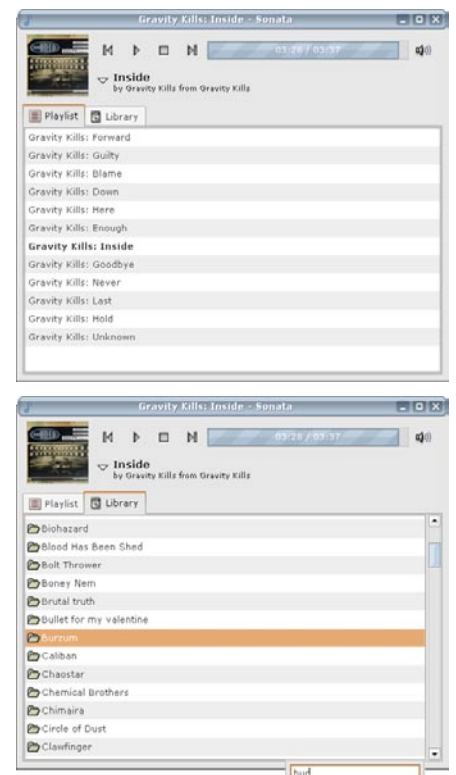 Gravity Kills: Inside - Sonata
03:28 / 03:37
Inside
by Gravity Kills from Gravity Kills
Playlist Library
Gravity Kills: Forward
Gravity Kills: Guilty
Gravity Kills: Blame
Gravity Kills: Down
Gravity Kills: Here
Gravity Kills: Enough
Gravity Kills: Inside
Gravity Kills: Goodbye
Gravity Kills: Never
Gravity Kills: Last
Gravity Kills: Hold
Gravity Kills: Unknown
Gravity Kills: Inside - Sonata
03:28 / 03:37
Inside
by Gravity Kills from Gravity Kills
Playlist Library
Biohazard
Blood Has Been Shed
Bolt Thrower
Boney Nem
Brutal truth
Bullet for my valentine
Burzum
Caliban
Chaostar
Chemical Brothers
Chimaira
Circle of Dust
Clawfinger